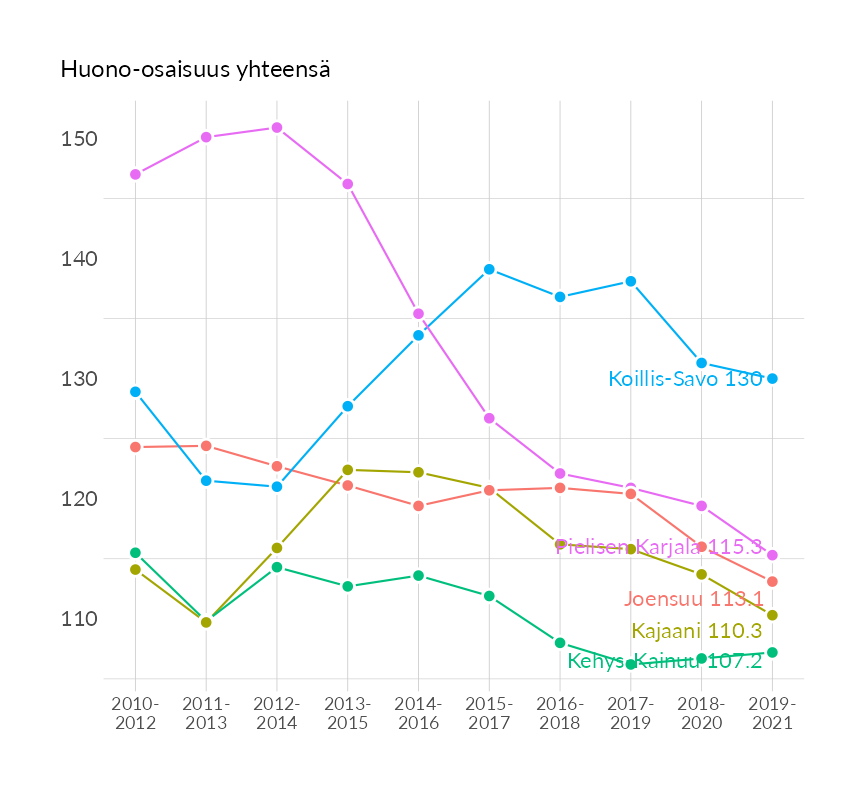 Huono-osaisuus yhteensä
150
140
130
120
110
Koillis-Savo 130
Pielisen Karjala 115.3
Joensuu 113.1
Kajaani 110.3
Kehys-Kainuu 107.2
2010- 2011- 2012- 2013- 2014- 2015- 2016- 2017- 2018- 2019-
2012 2013 2014 2015 2016 2017 2018 2019 2020 2021